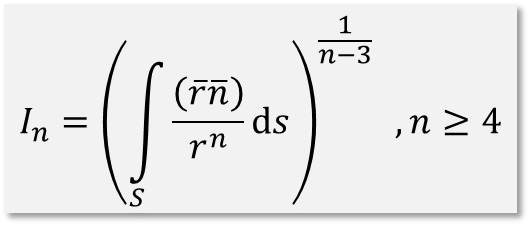 I_n = ( ∫_S (r̄n̄)/r^n ds )^{1/(n−3)} , n ≥ 4